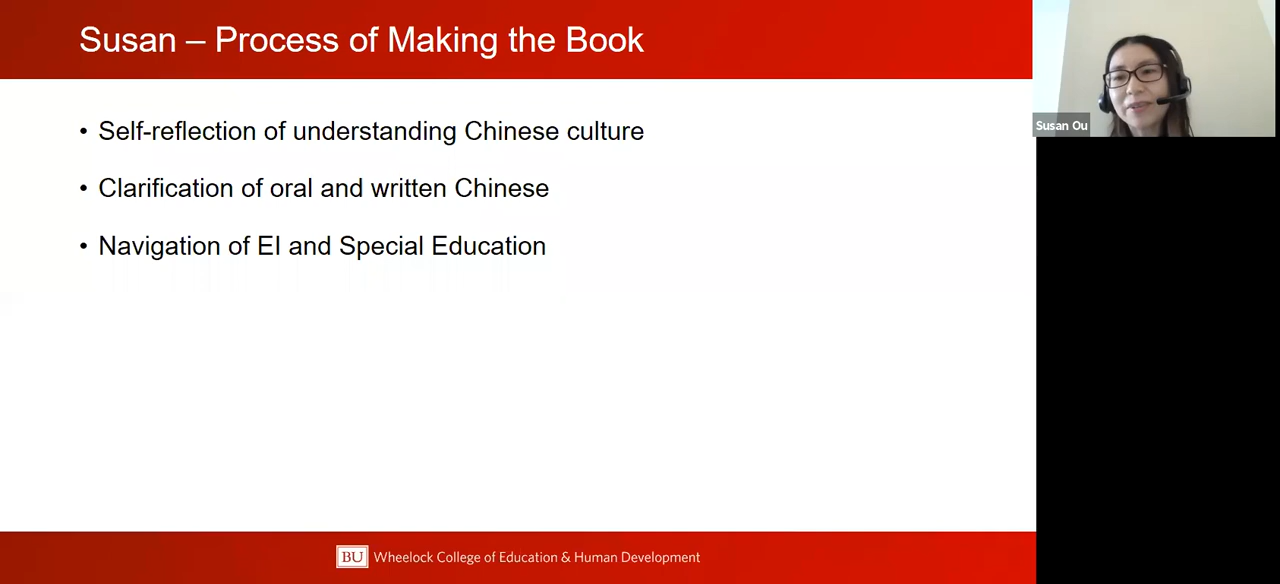 Susan – Process of Making the Book
Susan Ou
• Self-reflection of understanding Chinese culture
• Clarification of oral and written Chinese
• Navigation of EI and Special Education
BU Wheelock College of Education & Human Development